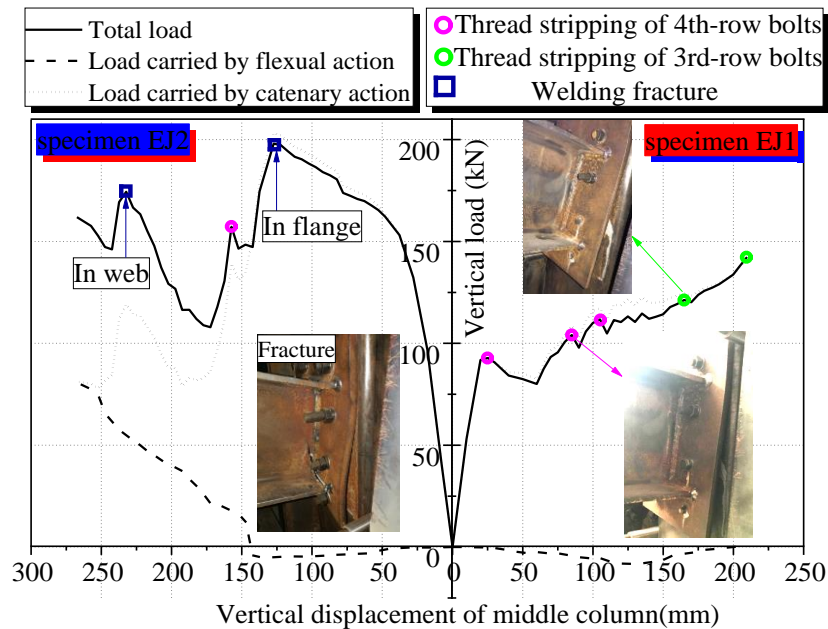 Total load
Load carried by flexual action
Load carried by catenary action
Thread stripping of 4th-row bolts
Thread stripping of 3rd-row bolts
Welding fracture
specimen EJ2
specimen EJ1
In flange
In web
Fracture
200
150
100
50
0
Vertical load (kN)
300 250 200 150 100 50 0 50 100 150 200 250
Vertical displacement of middle column(mm)